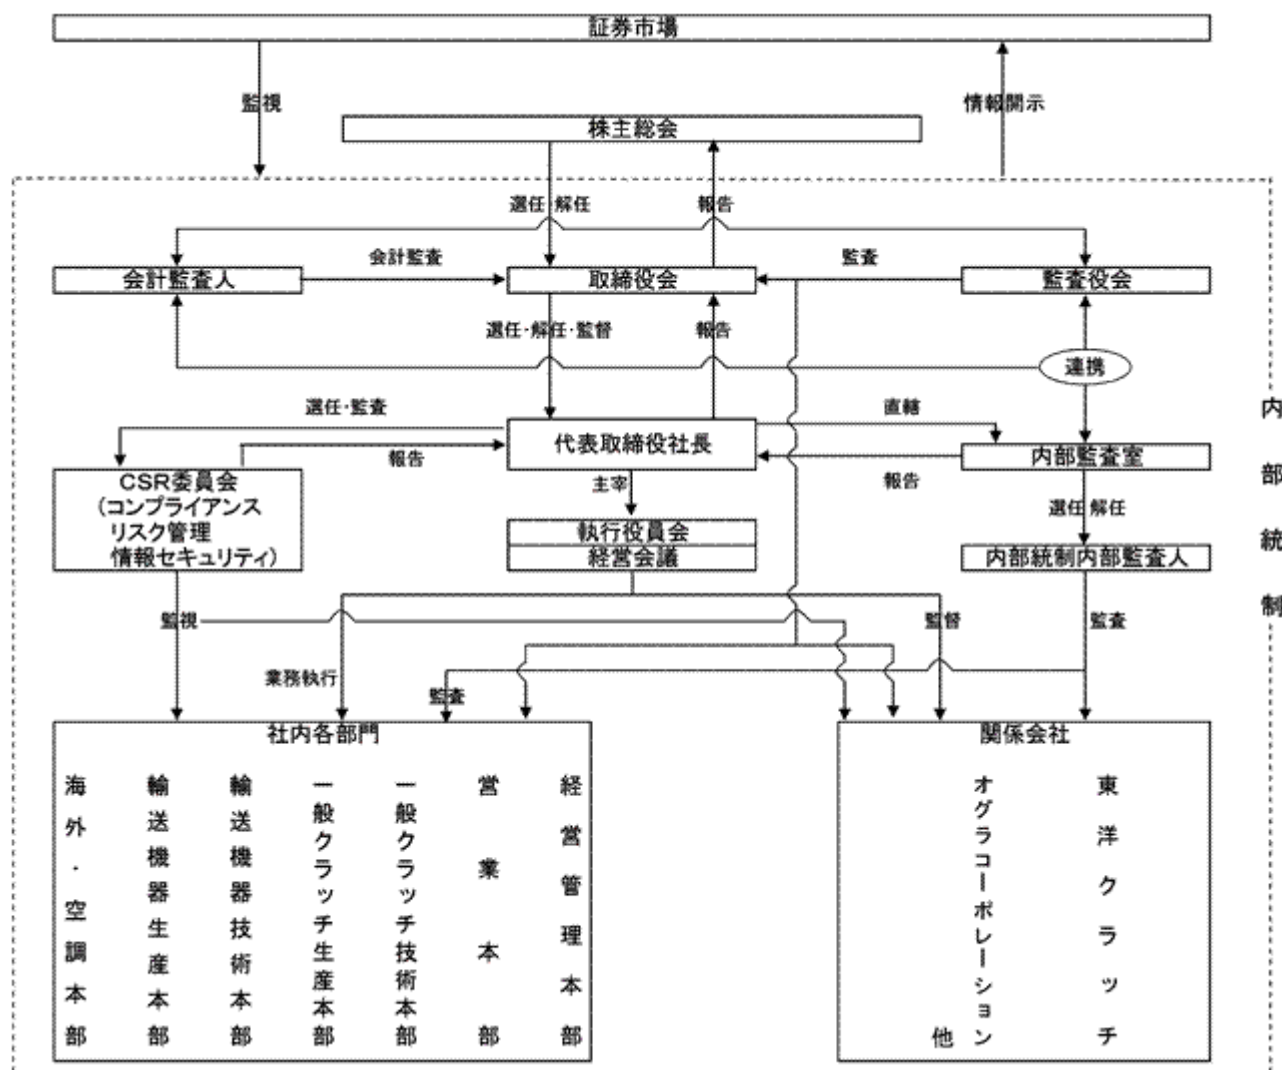 証券市場
監視
情報開示
株主総会
選任・解任
報告
会計監査
監査
会計監査人
取締役会
監査役会
選任・解任・監督
報告
連携
選任・監査
直轄
代表取締役社長
報告
内部監査室
報告
主宰
選任 解任
CSR委員会
(コンプライアンス
リスク管理
情報セキュリティ)
執行役員会
経営会議
内部統制内部監査人
監視
監督
監査
業務執行
監査
社内各部門
海外・空調本部
輸送機器生産本部
輸送機器技術本部
一般クラッチ生産本部
一般クラッチ技術本部
営業本部
経営管理本部
関係会社
東洋クラッチ
オグラコーポレーション
他
内部統制